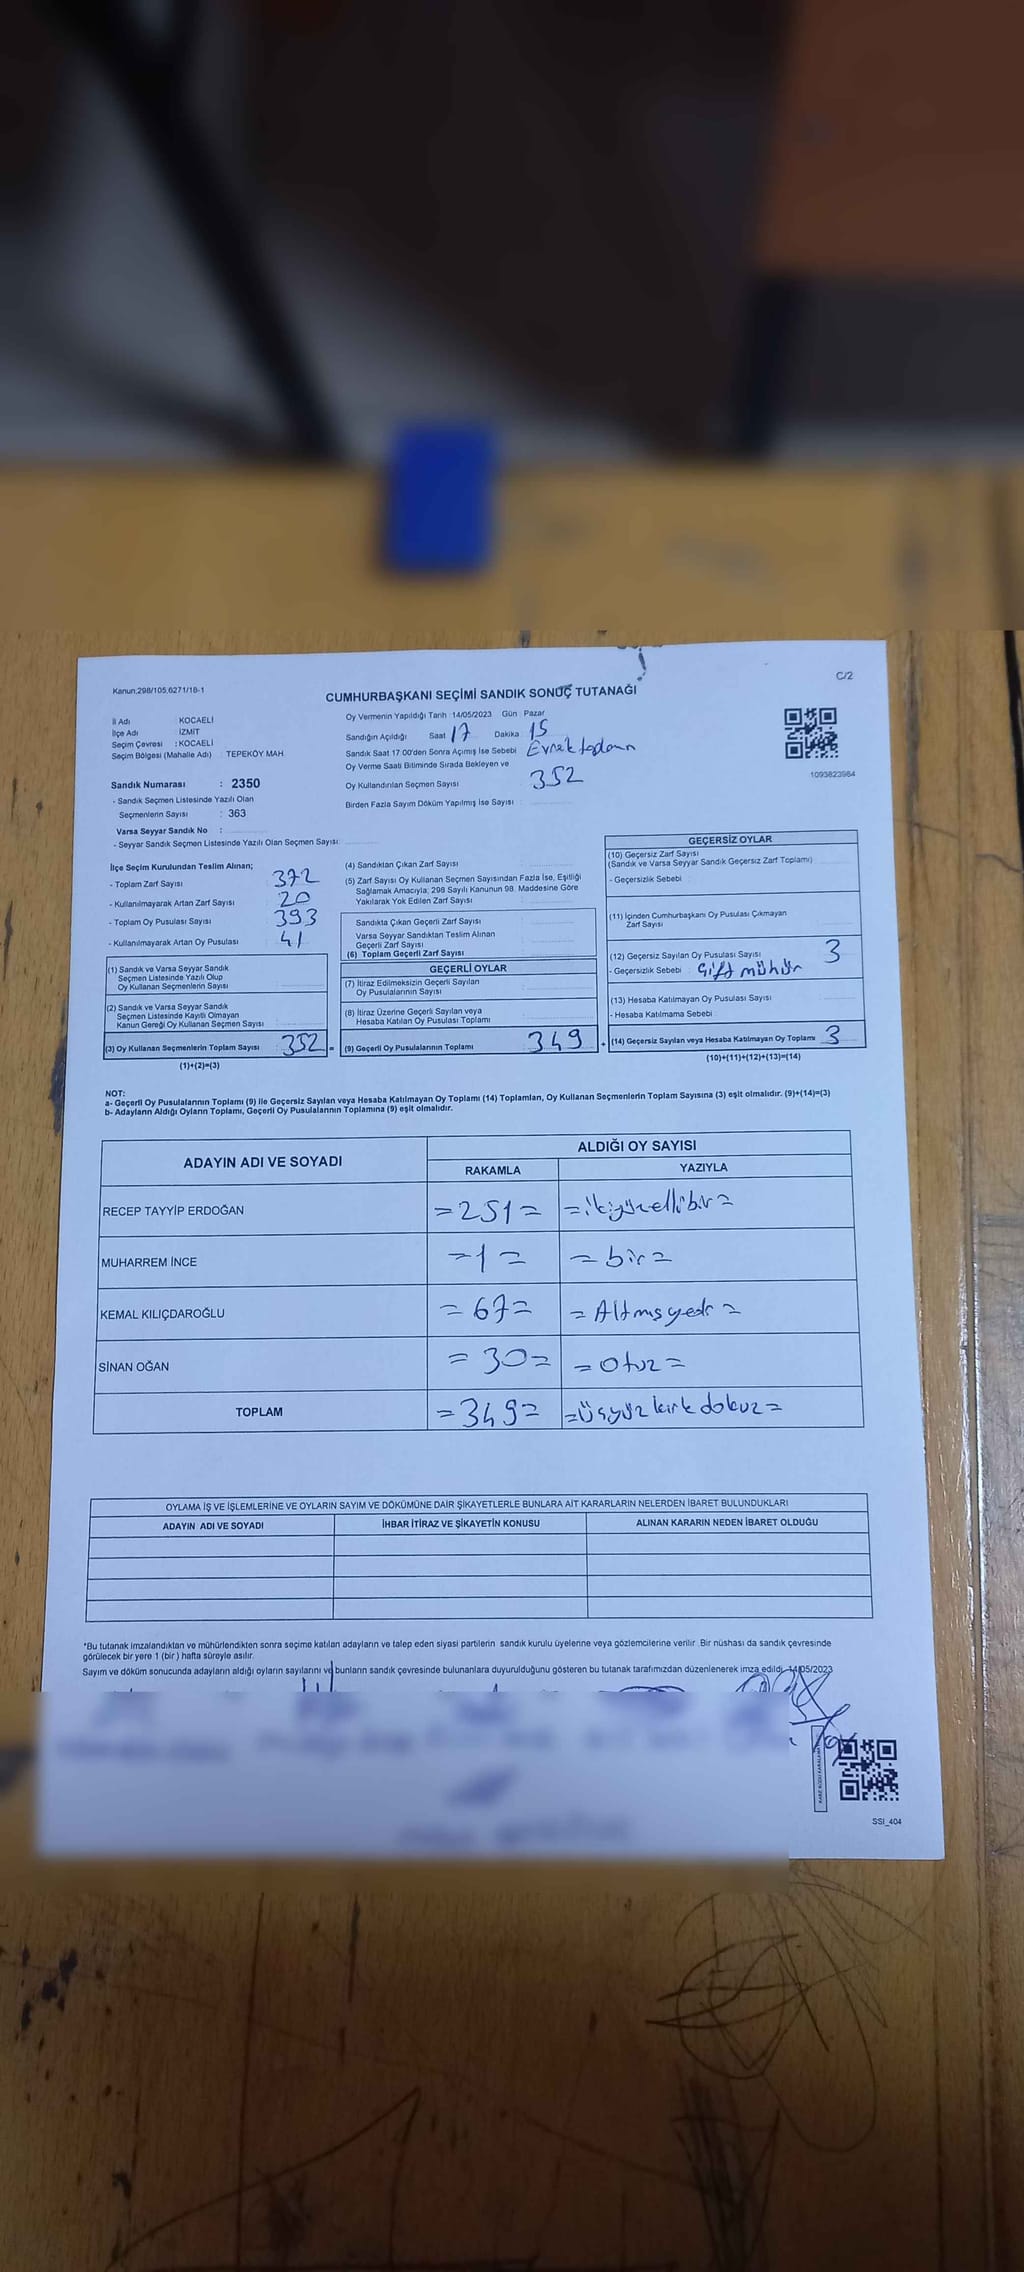 Kanun,298/105,6271/18-1
C/2
CUMHURBAŞKANI SEÇİMİ SANDIK SONUÇ TUTANAĞI
İl Adı : KOCAELİ
İlçe Adı : İZMİT
Seçim Çevresi : KOCAELİ
Seçim Bölgesi (Mahalle Adı) : TEPEKÖY MAH
Oy Vermenin Yapıldığı Tarih 14/05/2023 Gün Pazar
Sandığın Açıldığı Saat 17 Dakika 15
Sandık Saat 17 00'den Sonra Açımış İse Sebebi Evrak toplam
Oy Verme Saati Bitiminde Sırada Bekleyen ve
Oy Kullandırılan Seçmen Sayısı 352
Birden Fazla Sayım Döküm Yapılmış İse Sayısı
1093823984
Sandık Numarası : 2350
- Sandık Seçmen Listesinde Yazılı Olan
Seçmenlerin Sayısı : 363
Varsa Seyyar Sandık No :
- Seyyar Sandık Seçmen Listesinde Yazılı Olan Seçmen Sayısı:
İlçe Seçim Kurulundan Teslim Alınan;
- Toplam Zarf Sayısı 372
- Kullanılmayarak Artan Zarf Sayısı 20
- Toplam Oy Pusulası Sayısı 393
- Kullanılmayarak Artan Oy Pusulası 41
(1) Sandık ve Varsa Seyyar Sandık
Seçmen Listesinde Yazılı Olup
Oy Kullanan Seçmenlerin Sayısı
(2) Sandık ve Varsa Seyyar Sandık
Seçmen Listesinde Kayıtlı Olmayan
Kanun Gereği Oy Kullanan Seçmen Sayısı
(3) Oy Kullanan Seçmenlerin Toplam Sayısı 352 =
(1)+(2)=(3)
(4) Sandıktan Çıkan Zarf Sayısı
(5) Zarf Sayısı Oy Kullanan Seçmen Sayısından Fazla İse, Eşitliği
Sağlamak Amacıyla, 298 Sayılı Kanunun 98. Maddesine Göre
Yakılarak Yok Edilen Zarf Sayısı
Sandıkta Çıkan Geçerli Zarf Sayısı
Varsa Seyyar Sandıktan Teslim Alınan
Geçerli Zarf Sayısı
(6) Toplam Geçerli Zarf Sayısı
GEÇERLİ OYLAR
(7) İtiraz Edilmeksizin Geçerli Sayılan
Oy Pusulalarının Sayısı
(8) İtiraz Üzerine Geçerli Sayılan veya
Hesaba Katılan Oy Pusulası Toplamı
(9) Geçerli Oy Pusulalarının Toplamı 349 +
GEÇERSİZ OYLAR
(10) Geçersiz Zarf Sayısı
(Sandık ve Varsa Seyyar Sandık Geçersiz Zarf Toplamı)
- Geçersizlik Sebebi
(11) İçinden Cumhurbaşkanı Oy Pusulası Çıkmayan
Zarf Sayısı
(12) Geçersiz Sayılan Oy Pusulası Sayısı 3
- Geçersizlik Sebebi Çift mühür
(13) Hesaba Katılmayan Oy Pusulası Sayısı
- Hesaba Katılmama Sebebi
(14) Geçersiz Sayılan veya Hesaba Katılmayan Oy Toplamı 3
(10)+(11)+(12)+(13)=(14)
NOT:
a- Geçerli Oy Pusulalarının Toplamı (9) ile Geçersiz Sayılan veya Hesaba Katılmayan Oy Toplamı (14) Toplamları, Oy Kullanan Seçmenlerin Toplam Sayısına (3) eşit olmalıdır. (9)+(14)=(3)
b- Adayların Aldığı Oyların Toplamı, Geçerli Oy Pusulalarının Toplamına (9) eşit olmalıdır.
ADAYIN ADI VE SOYADI
ALDIĞI OY SAYISI
RAKAMLA YAZIYLA
RECEP TAYYİP ERDOĞAN =251= =ikiyüzellibir=
MUHARREM İNCE =1= =bir=
KEMAL KILIÇDAROĞLU =67= =Altmışyedi=
SİNAN OĞAN =30= =Otuz=
TOPLAM =349= =Üçyüz kırk dokuz=
OYLAMA İŞ VE İŞLEMLERİNE VE OYLARIN SAYIM VE DÖKÜMÜNE DAİR ŞİKAYETLERLE BUNLARA AİT KARARLARIN NELERDEN İBARET BULUNDUKLARI
ADAYIN ADI VE SOYADI İHBAR İTİRAZ VE ŞİKAYETİN KONUSU ALINAN KARARIN NEDEN İBARET OLDUĞU
*Bu tutanak imzalandıktan ve mühürlendikten sonra seçime katılan adayların ve talep eden siyasi partilerin sandık kurulu üyelerine veya gözlemcilerine verilir .Bir nüshası da sandık çevresinde
görülecek bir yere 1 (bir ) hafta süreyle asılır.
Sayım ve döküm sonucunda adayların aldığı oyların sayılarını ve bunların sandık çevresinde bulunanlara duyurulduğunu gösteren bu tutanak tarafımızdan düzenlenerek imza edildi. 14/05/2023
SSI_404